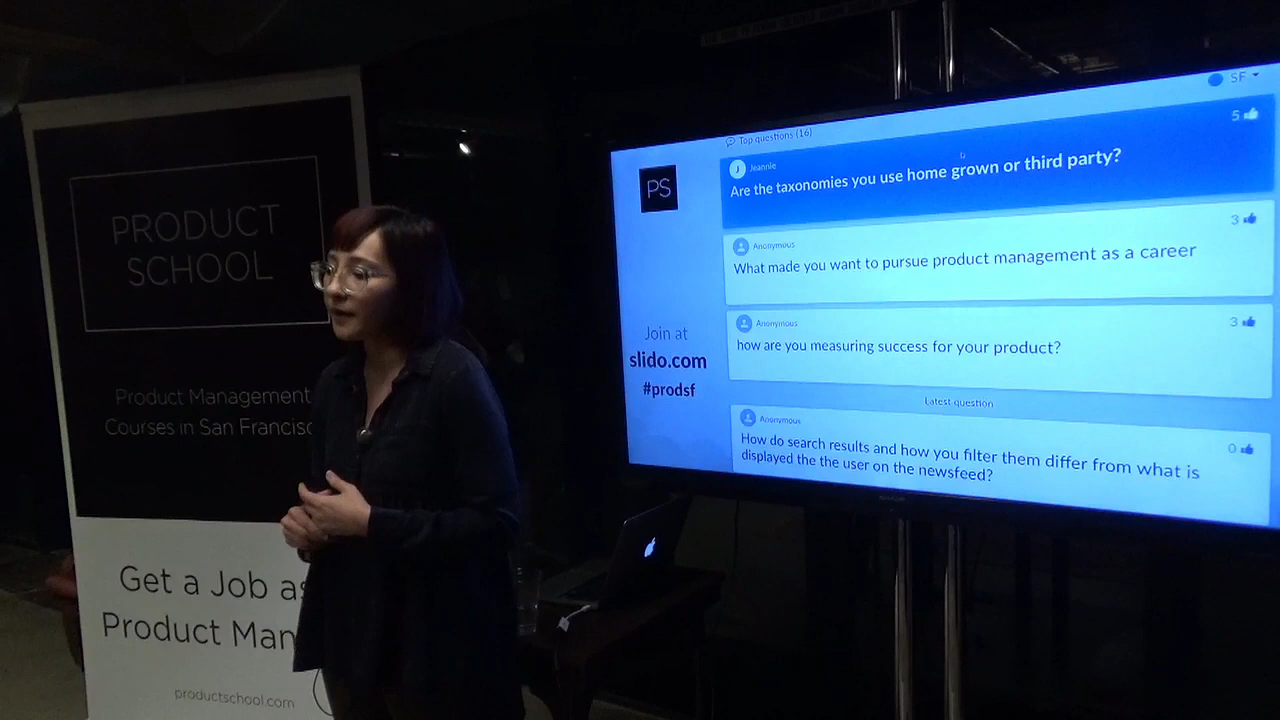 PRODUCT
SCHOOL
Product Management
Courses in San Francisc
Get a Job as
Product Man
productschool.com
SF
Top questions (16)
PS
Join at
slido.com
#prodsf
J
Jeannie
5
Are the taxonomies you use home grown or third party?
Anonymous
3
What made you want to pursue product management as a career
Anonymous
3
how are you measuring success for your product?
Latest question
Anonymous
0
How do search results and how you filter them differ from what is
displayed the the user on the newsfeed?